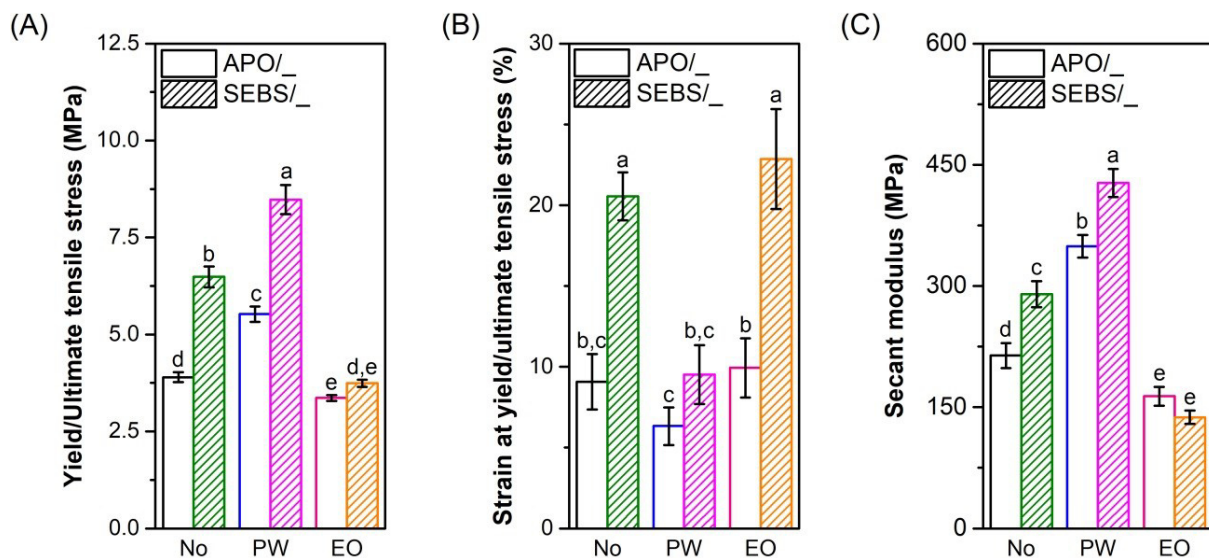 (A)
Yield/Ultimate tensile stress (MPa)
12.5
10.0
7.5
5.0
2.5
0.0
APO/_
SEBS/_
d
b
c
a
e
d,e
No PW EO
(B)
Strain at yield/ultimate tensile stress (%)
30
20
10
0
APO/_
SEBS/_
b,c
a
c
b,c
b
a
No PW EO
(C)
Secant modulus (MPa)
600
450
300
150
0
APO/_
SEBS/_
d
c
b
a
e
e
No PW EO